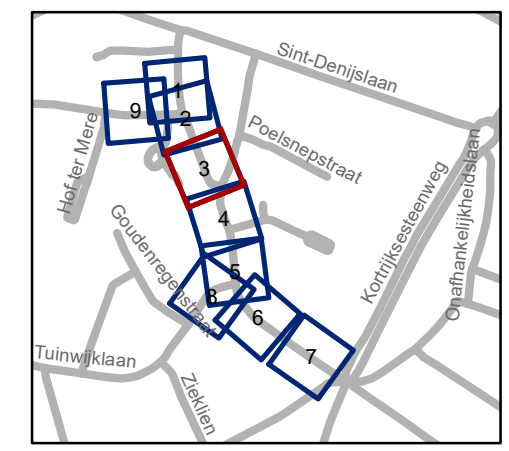 Sint-Denijslaan
1
9
2
Poelsnepstraat
Hof ter Mere
3
Kortrijksesteenweg
Onafhankelijkheidslaan
4
Goudenregenstraat
5
8
6
Tuinwijklaan
7
Zieklien